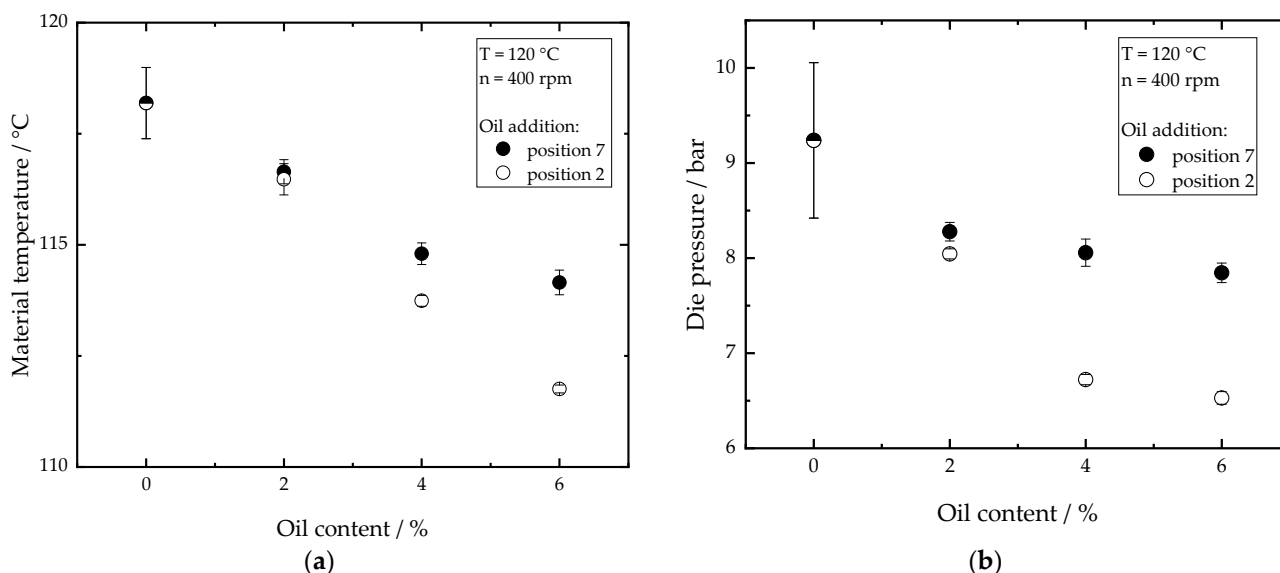 120
115
110
Material temperature / °C
T = 120 °C
n = 400 rpm
Oil addition:
position 7
position 2
0 2 4 6
Oil content / %
(a)
10
9
8
7
6
Die pressure / bar
T = 120 °C
n = 400 rpm
Oil addition:
position 7
position 2
0 2 4 6
Oil content / %
(b)